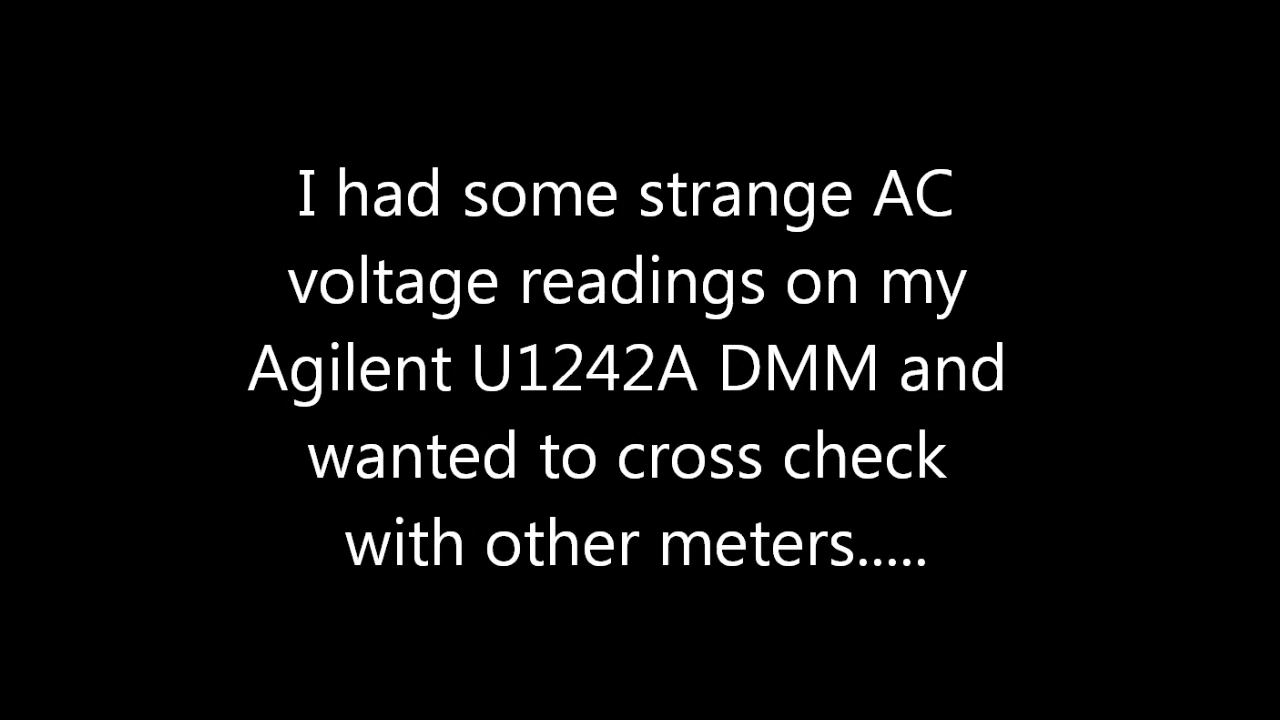 I had some strange AC
voltage readings on my
Agilent U1242A DMM and
wanted to cross check
with other meters.....